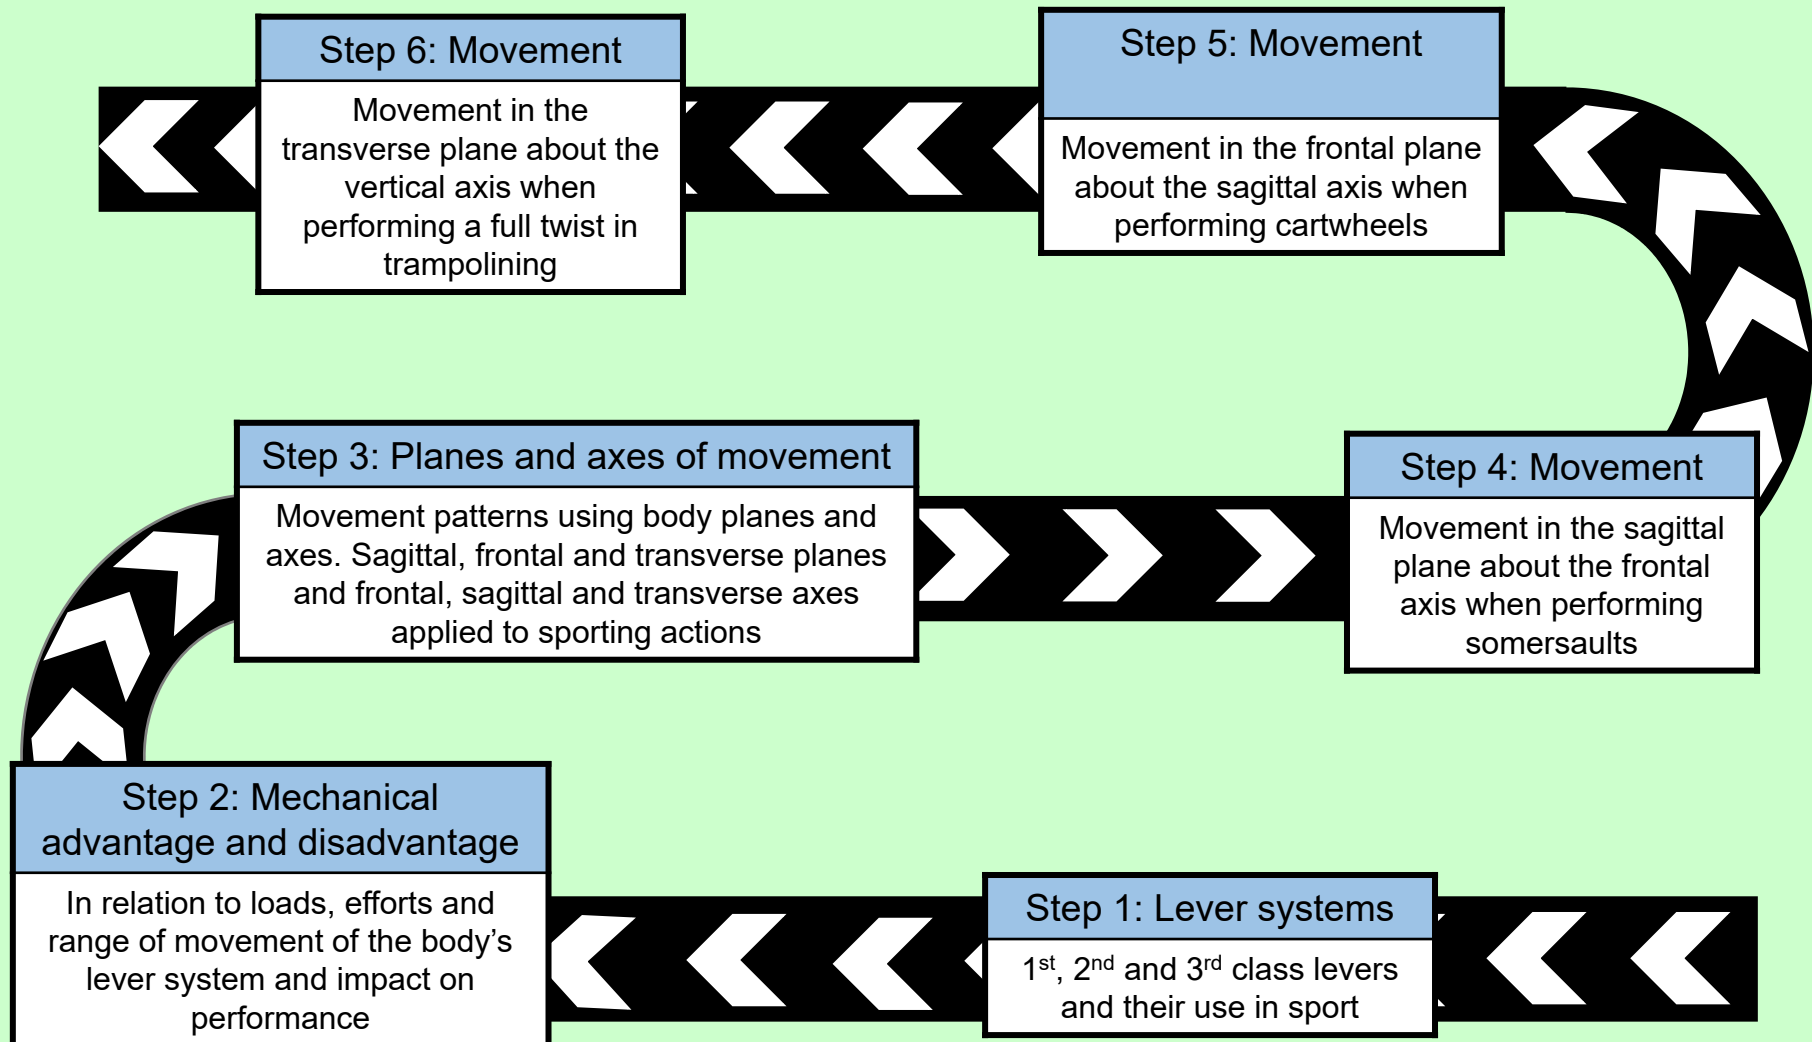 Step 6: Movement
Movement in the
transverse plane about the
vertical axis when
performing a full twist in
trampolining
Step 5: Movement
Movement in the frontal plane
about the sagittal axis when
performing cartwheels
Step 3: Planes and axes of movement
Movement patterns using body planes and
axes. Sagittal, frontal and transverse planes
and frontal, sagittal and transverse axes
applied to sporting actions
Step 4: Movement
Movement in the sagittal
plane about the frontal
axis when performing
somersaults
Step 2: Mechanical
advantage and disadvantage
In relation to loads, efforts and
range of movement of the body’s
lever system and impact on
performance
Step 1: Lever systems
1st, 2nd and 3rd class levers
and their use in sport